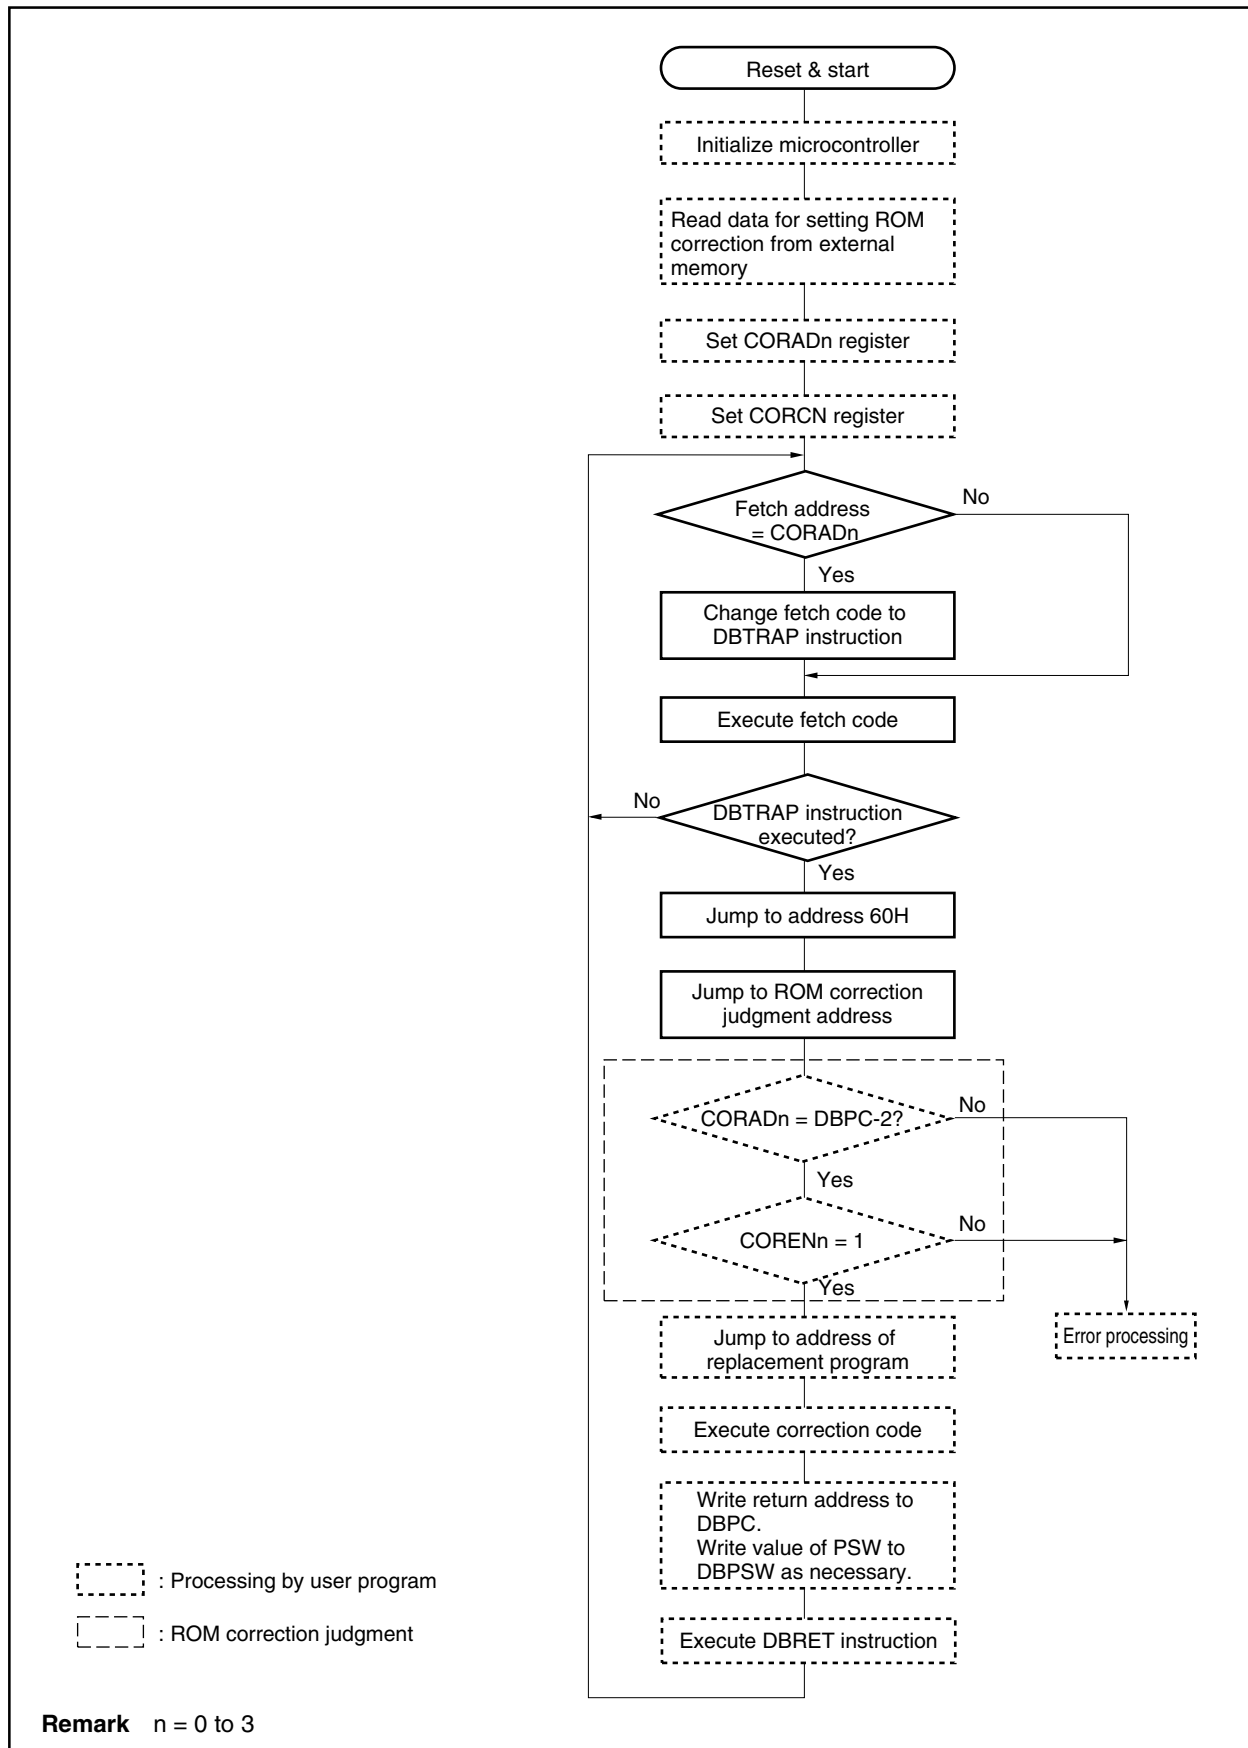 Reset & start
Initialize microcontroller
Read data for setting ROM
correction from external
memory
Set CORADn register
Set CORCN register
Fetch address
= CORADn
No
Yes
Change fetch code to
DBTRAP instruction
Execute fetch code
No
DBTRAP instruction
executed?
Yes
Jump to address 60H
Jump to ROM correction
judgment address
CORADn = DBPC-2?
No
Yes
CORENn = 1
No
Yes
Jump to address of
replacement program
Error processing
Execute correction code
Write return address to
DBPC.
Write value of PSW to
DBPSW as necessary.
: Processing by user program
: ROM correction judgment
Execute DBRET instruction
Remark n = 0 to 3